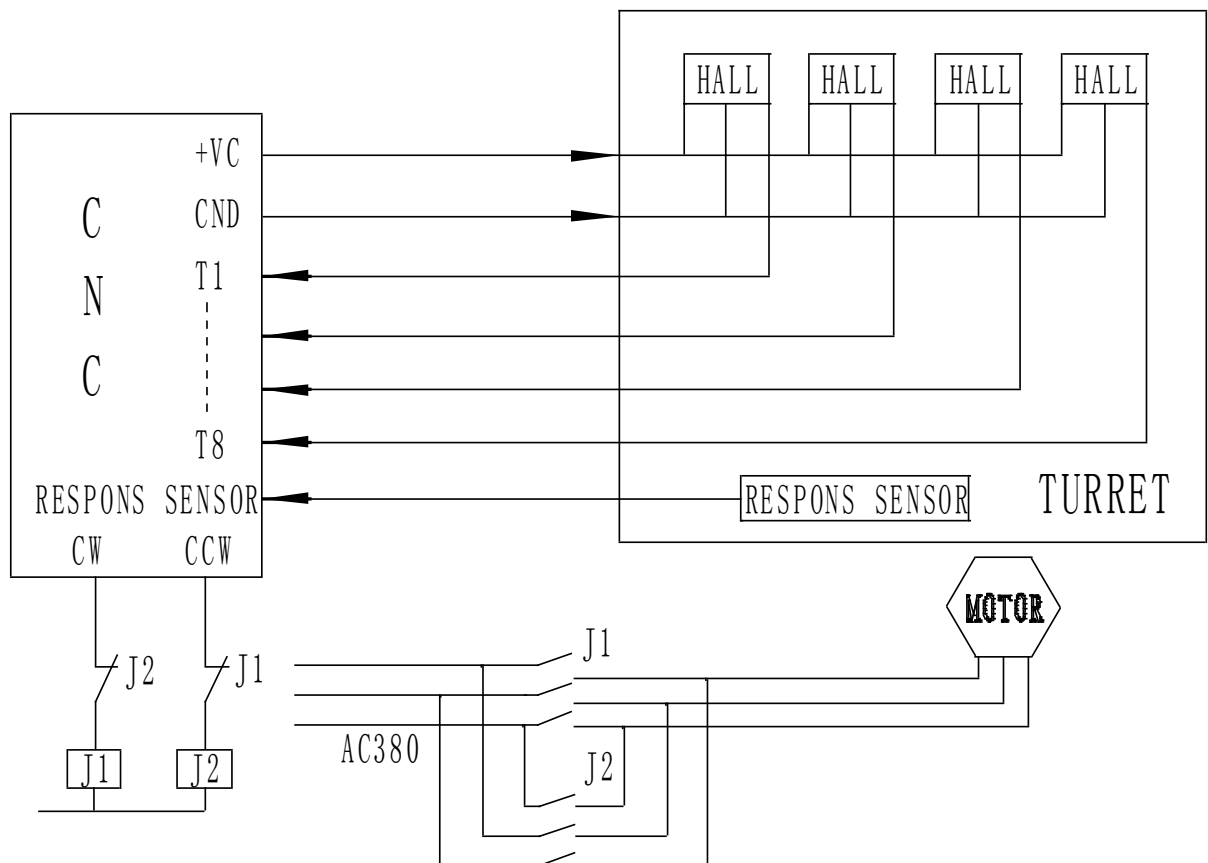 HALL HALL HALL HALL
+VC
CND
C
N
C
T1
T8
RESPONS SENSOR
CW CCW
RESPONS SENSOR
TURRET
MOTOR
J2 J1
J1 J2
J1
AC380
J2